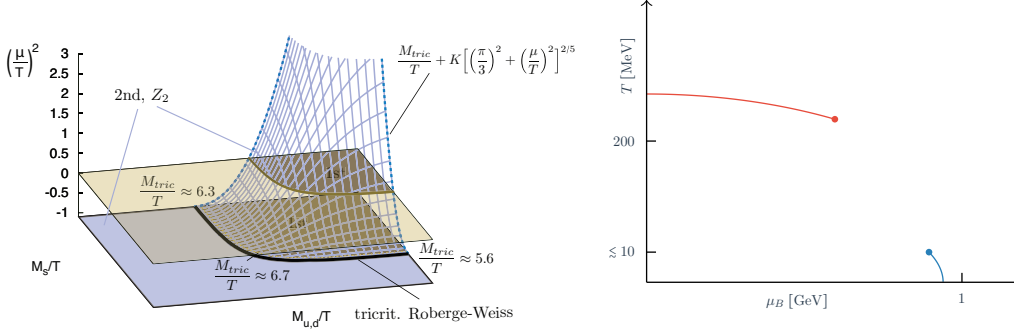 (μ/T)²
3
2.5
2
1.5
1
0.5
0
-0.5
-1
2nd, Z₂
M_tric/T + K[(π/3)² + (μ/T)²]^{2/5}
1st
M_tric/T ≈ 6.3
M_tric/T ≈ 6.7
M_tric/T ≈ 5.6
M_s/T
M_{u,d}/T
tricrit. Roberge-Weiss
T [MeV]
200
≲ 10
μ_B [GeV]
1